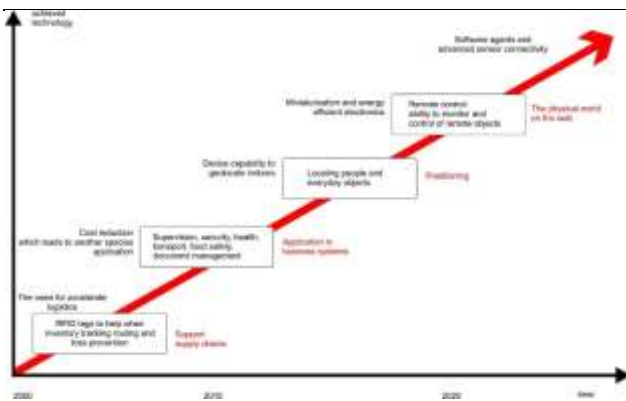 achieved
technology
Software agents and
advanced sensor connectivity
Miniaturisation and energy
efficient electronics
Remote control
ability to monitor and
control of remote objects
The physical world
on the web
Device capability to
geolocate indoors
Locating people and
everyday objects
Positioning
Cost reduction
which leads to another species
application
Supervision, security, health,
transport, food safety,
document management
Application in
business systems
The need for accelerate
logistics
RFID tags to help when
inventory tracking routing and
loss prevention
Support
supply chains
2000
2010
2020
time